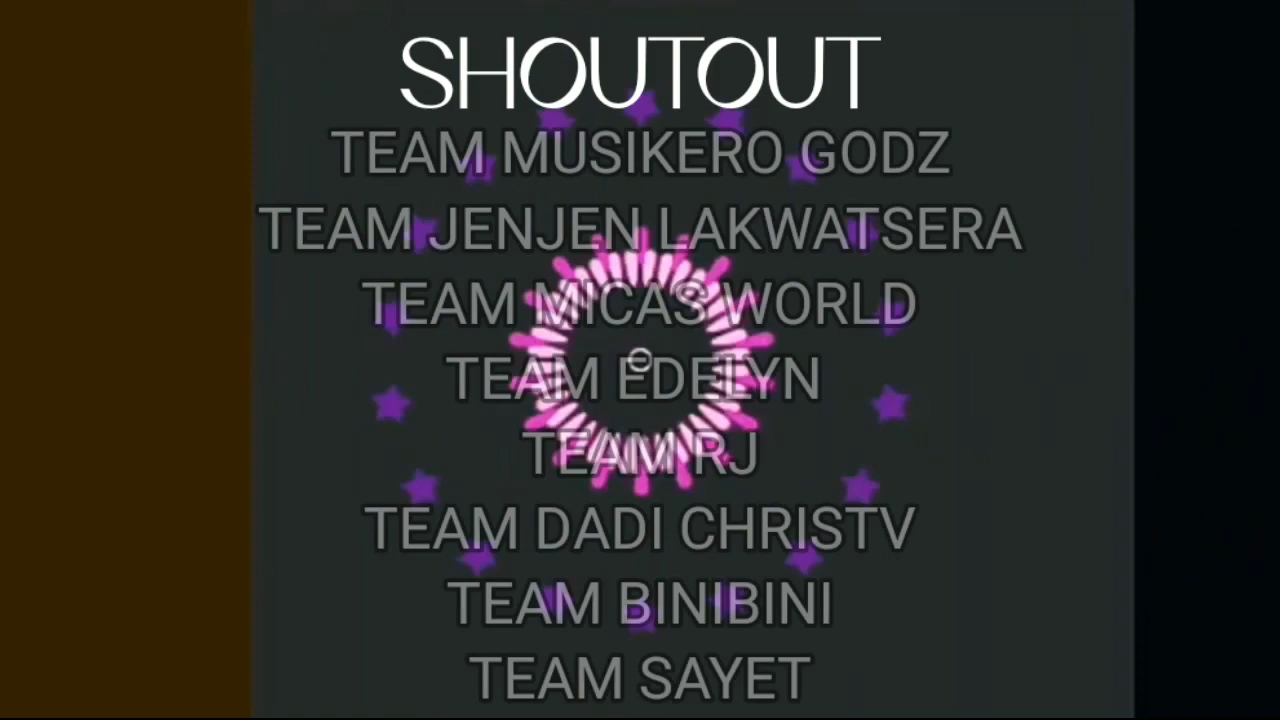 SHOUTOUT
TEAM MUSIKERO GODZ
TEAM JENJEN LAKWATSERA
TEAM MICAS WORLD
TEAM EDELYN
TEAM RJ
TEAM DADI CHRISTV
TEAM BINIBINI
TEAM SAYET